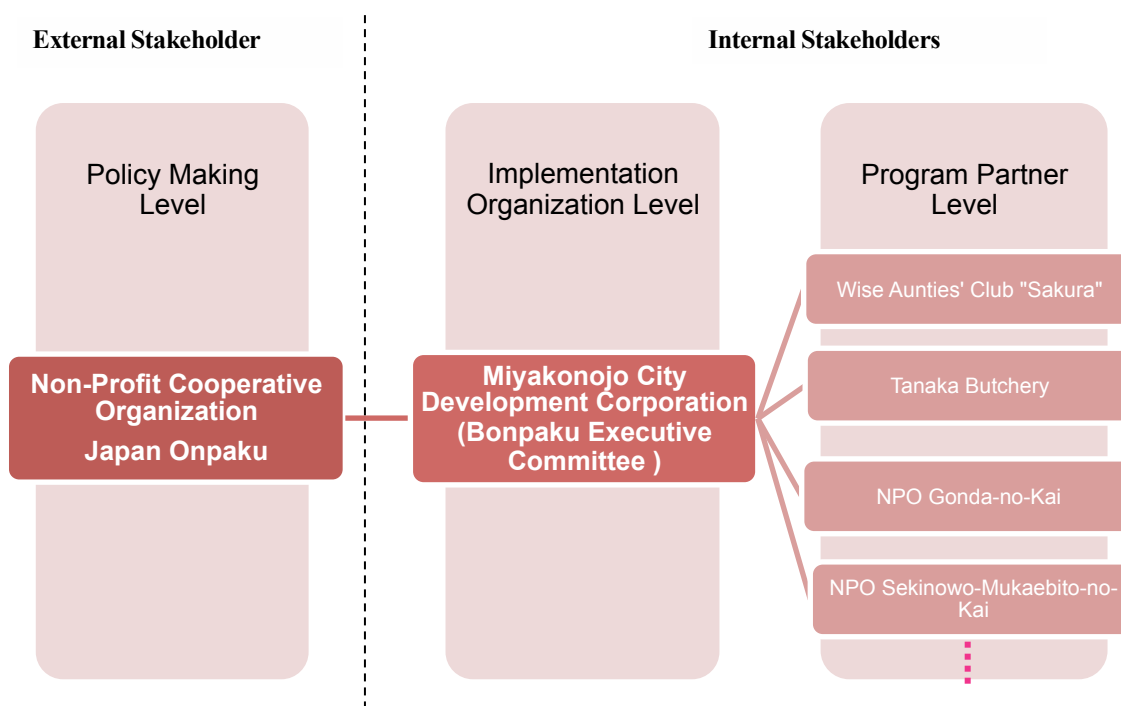 External Stakeholder
Internal Stakeholders
Policy Making
Level
Implementation
Organization Level
Program Partner
Level
Non-Profit Cooperative
Organization
Japan Onpaku
Miyakonojo City
Development Corporation
(Bonpaku Executive
Committee )
Wise Aunties' Club "Sakura"
Tanaka Butchery
NPO Gonda-no-Kai
NPO Sekinowo-Mukaebito-no-
Kai